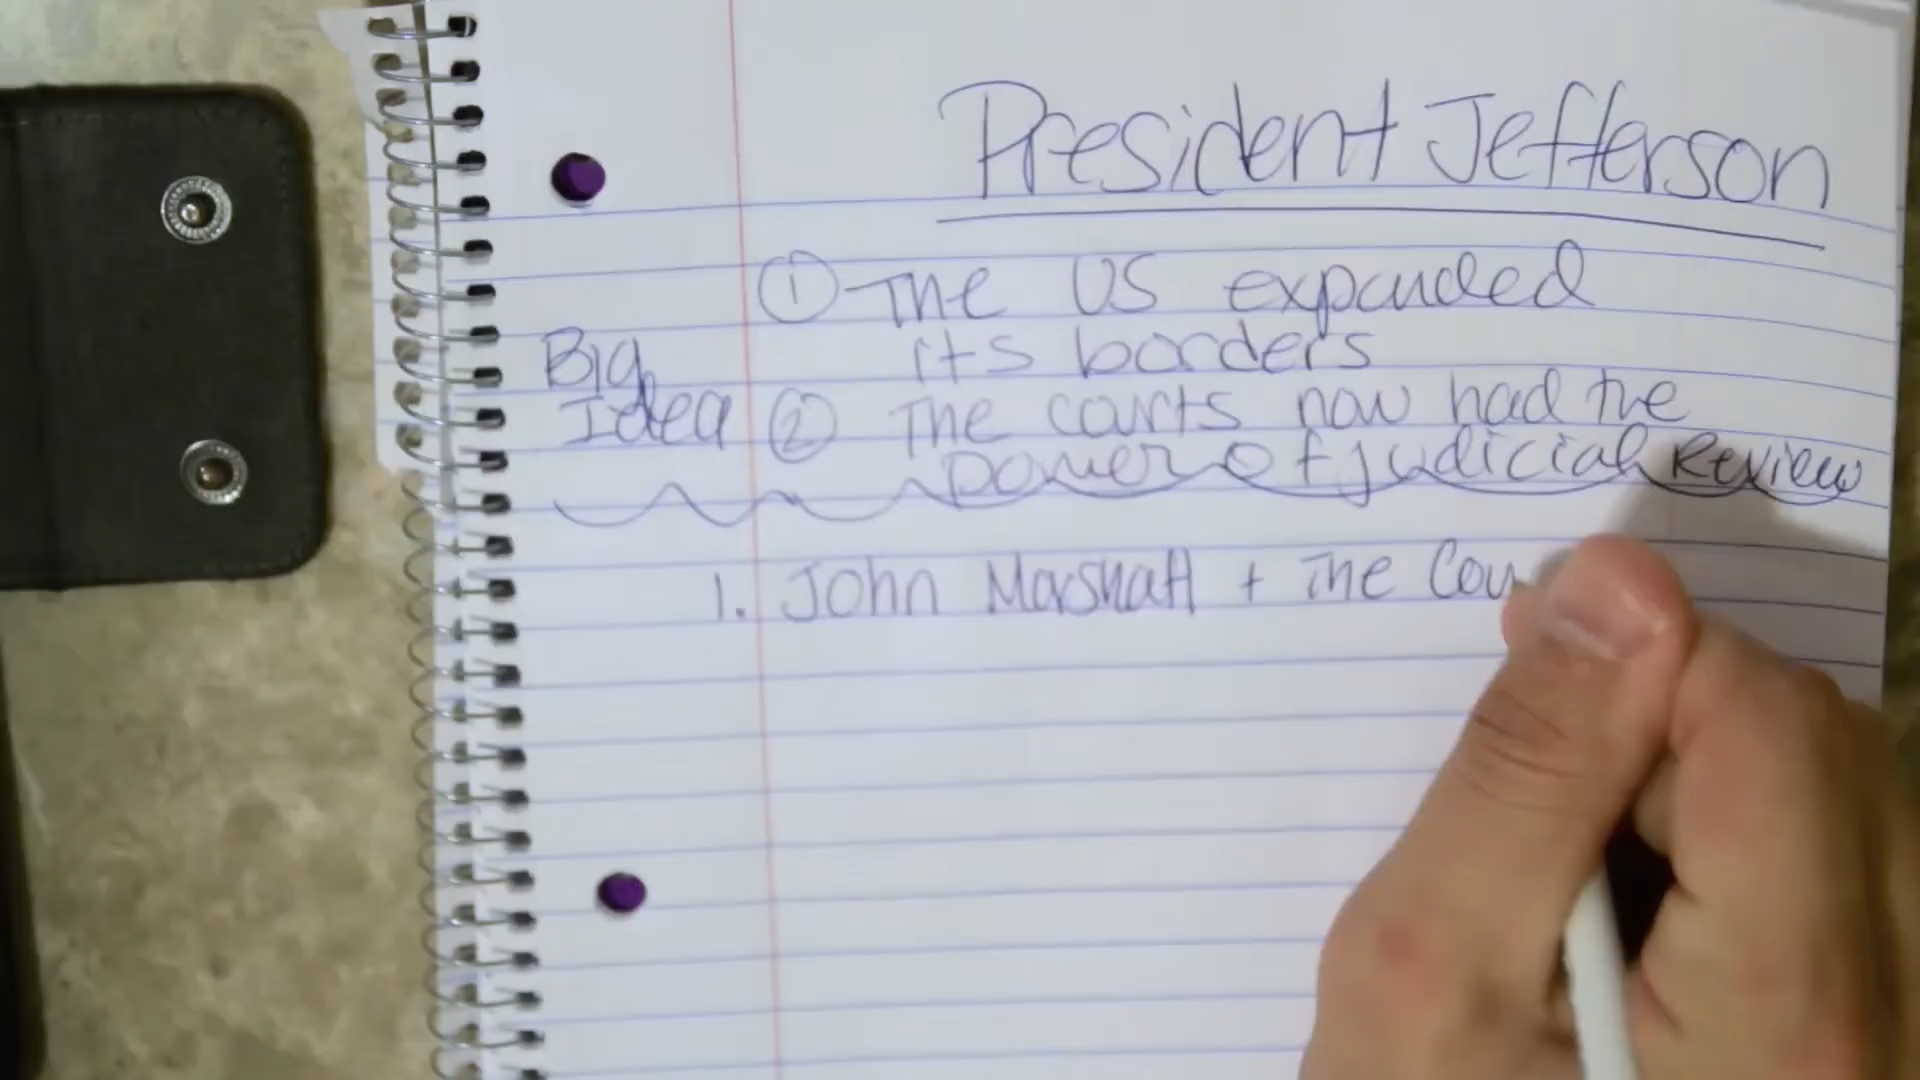 President Jefferson
① The US expanded
its borders
Big
Idea ② The courts now had the
power of judicial Review
1. John Marshall + The Cou